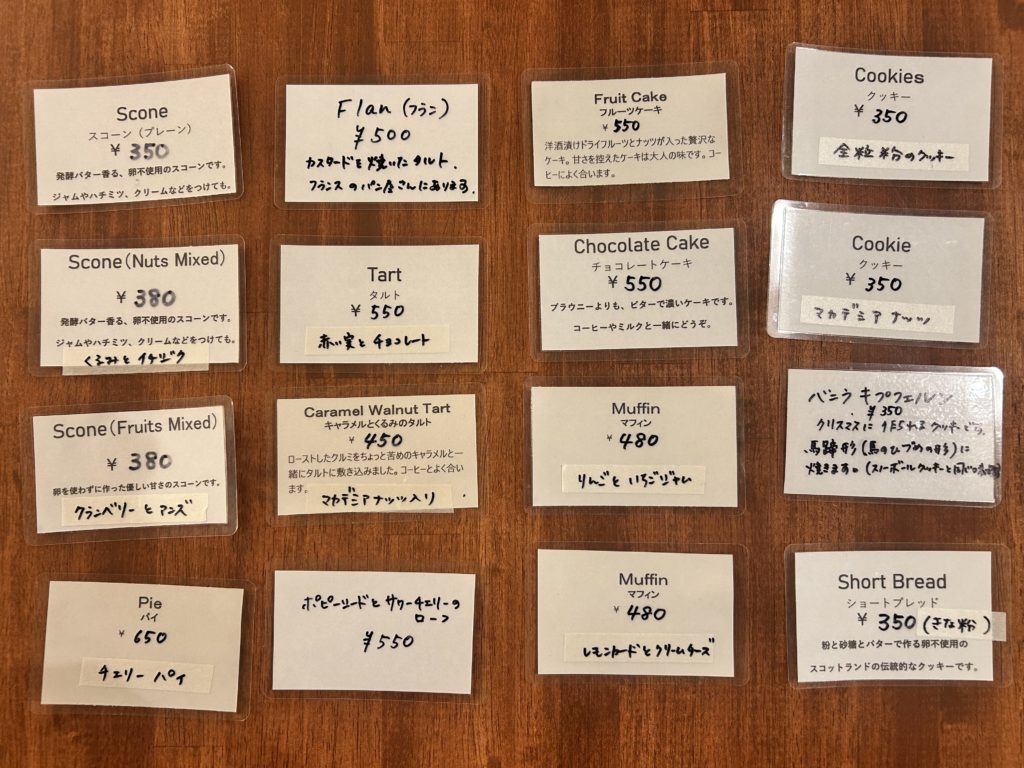 Scone
スコーン（プレーン）
¥ 350
発酵バター香る、卵不使用のスコーンです。
ジャムやハチミツ、クリームなどをつけても。
Flan (フラン)
¥500
カスタードを焼いたタルト.
フランスのパン屋さんにあります.
Fruit Cake
フルーツケーキ
¥ 550
洋酒漬けドライフルーツとナッツが入った贅沢な
ケーキ。甘さを控えたケーキは大人の味です。コー
ヒーによく合います。
Cookies
クッキー
¥ 350
全粒粉のクッキー
Scone(Nuts Mixed)
¥ 380
発酵バター香る、卵不使用のスコーンです。
ジャムやハチミツ、クリームなどをつけても。
くるみとイチジク
Tart
タルト
¥ 550
赤い実とチョコレート
Chocolate Cake
チョコレートケーキ
¥ 550
ブラウニーよりも、ビターで濃いケーキです。
コーヒーやミルクと一緒にどうぞ。
Cookie
クッキー
¥ 350
マカデミアナッツ
Scone(Fruits Mixed)
¥ 380
卵を使わずに作った優しい甘さのスコーンです。
クランベリーとアンズ
Caramel Walnut Tart
キャラメルとくるみのタルト
¥ 450
ローストしたクルミをちょっと苦めのキャラメルと一
緒にタルトに敷き込みました。コーヒーとよく合い
ます。
マカデミアナッツ入り
Muffin
マフィン
¥ 480
りんごといちごジャム
バニラキプフェルン
¥350
クリスマスに作られるクッキーです.
馬蹄形(馬のひづめの形)に
焼きます。(スノーボールクッキーと同じ
Pie
パイ
¥ 650
チェリーパイ
ポピーシードとサワーチェリーの
ローフ
¥550
Muffin
マフィン
¥ 480
レモンカードとクリームチーズ
Short Bread
ショートブレッド
¥ 350 (きな粉)
粉と砂糖とバターで作る卵不使用の
スコットランドの伝統的なクッキーです。